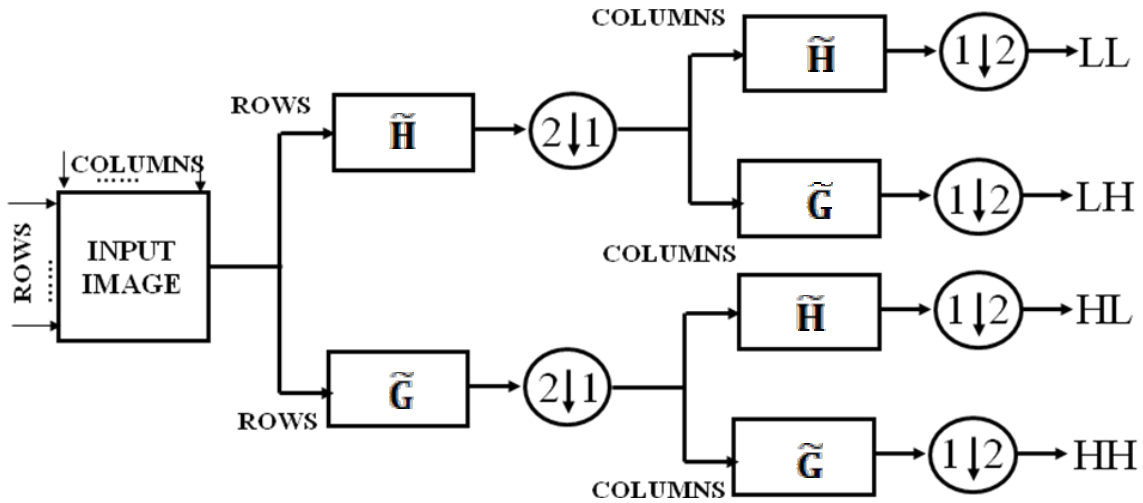 COLUMNS
H̃
1↓2
LL
ROWS
H̃
2↓1
COLUMNS
......
G̃
1↓2
LH
ROWS
......
INPUT
IMAGE
COLUMNS
H̃
1↓2
HL
G̃
2↓1
ROWS
G̃
1↓2
HH
COLUMNS